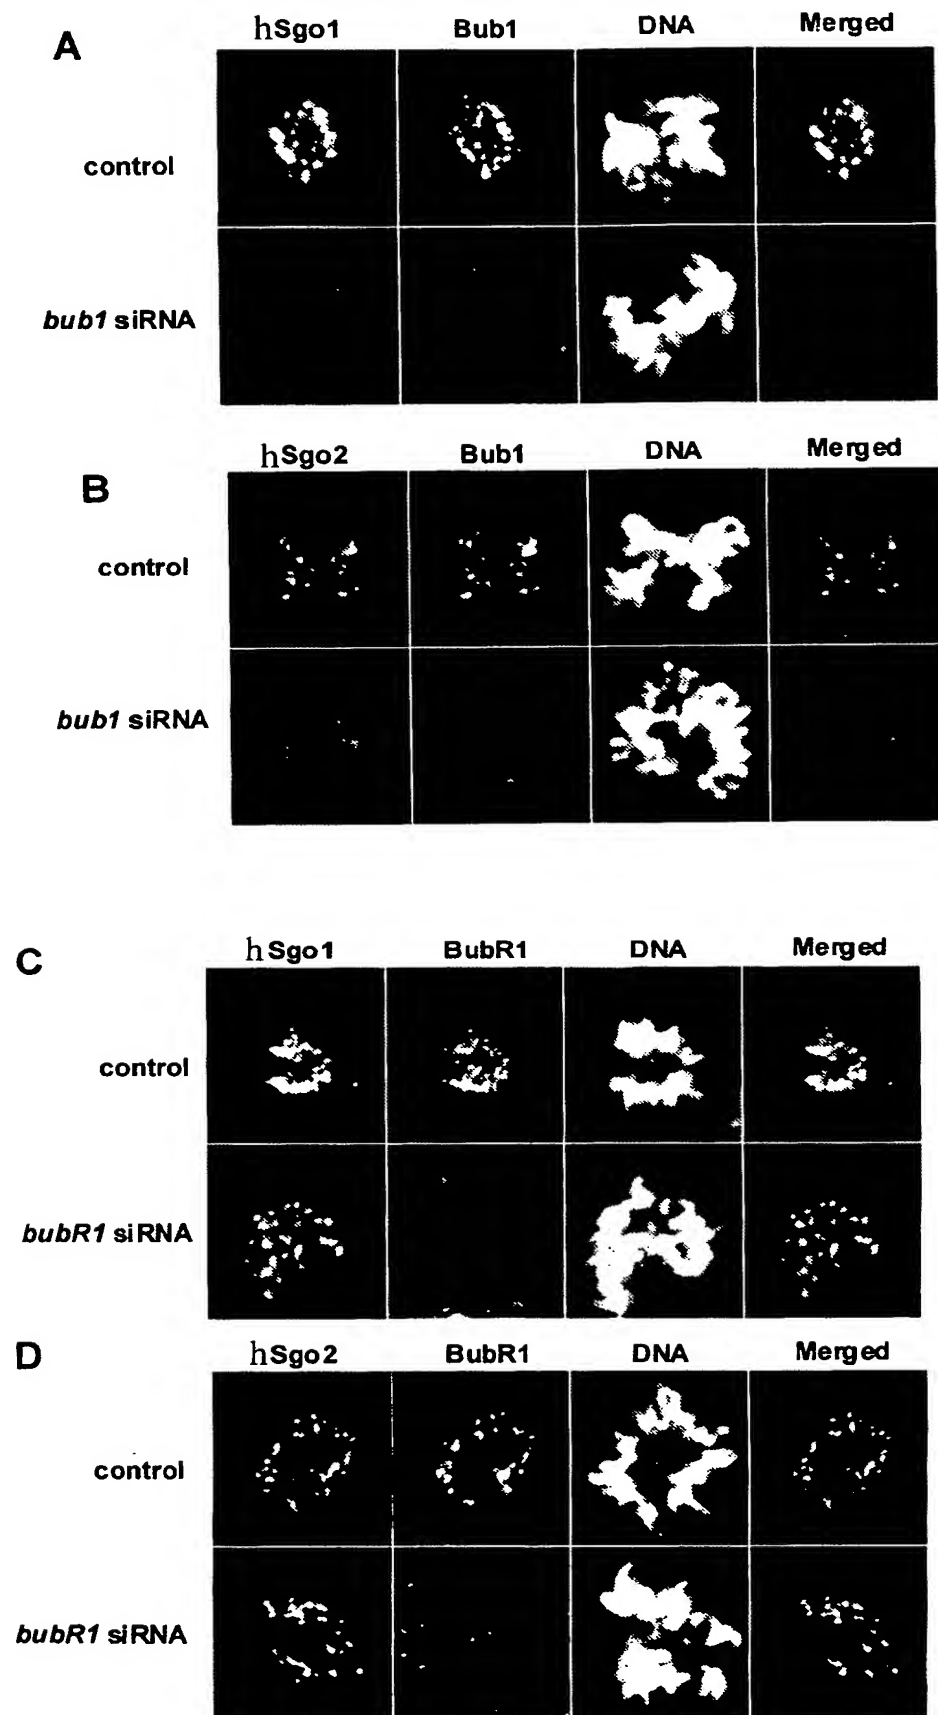 A
hSgo1 Bub1 DNA Merged
control
bub1 siRNA
B
hSgo2 Bub1 DNA Merged
control
bub1 siRNA
C
hSgo1 BubR1 DNA Merged
control
bubR1 siRNA
D
hSgo2 BubR1 DNA Merged
control
bubR1 siRNA